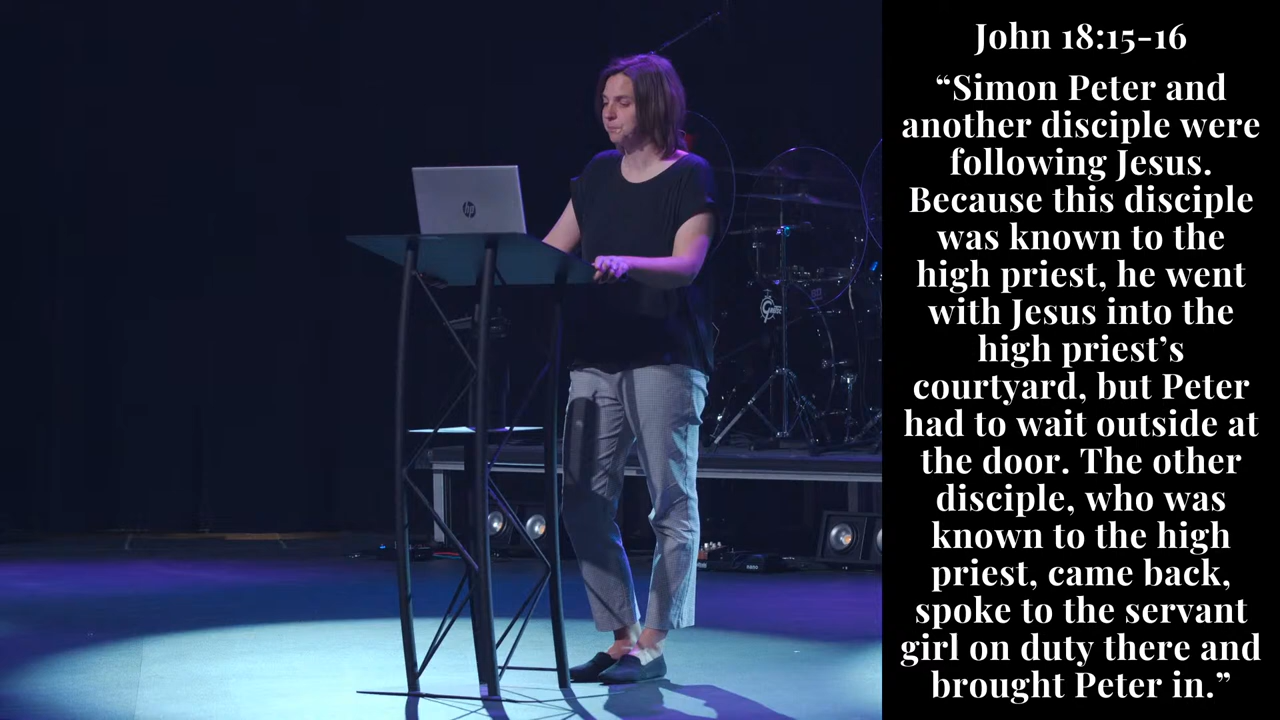 John 18:15-16
“Simon Peter and
another disciple were
following Jesus.
Because this disciple
was known to the
high priest, he went
with Jesus into the
high priest’s
courtyard, but Peter
had to wait outside at
the door. The other
disciple, who was
known to the high
priest, came back,
spoke to the servant
girl on duty there and
brought Peter in.”
hp